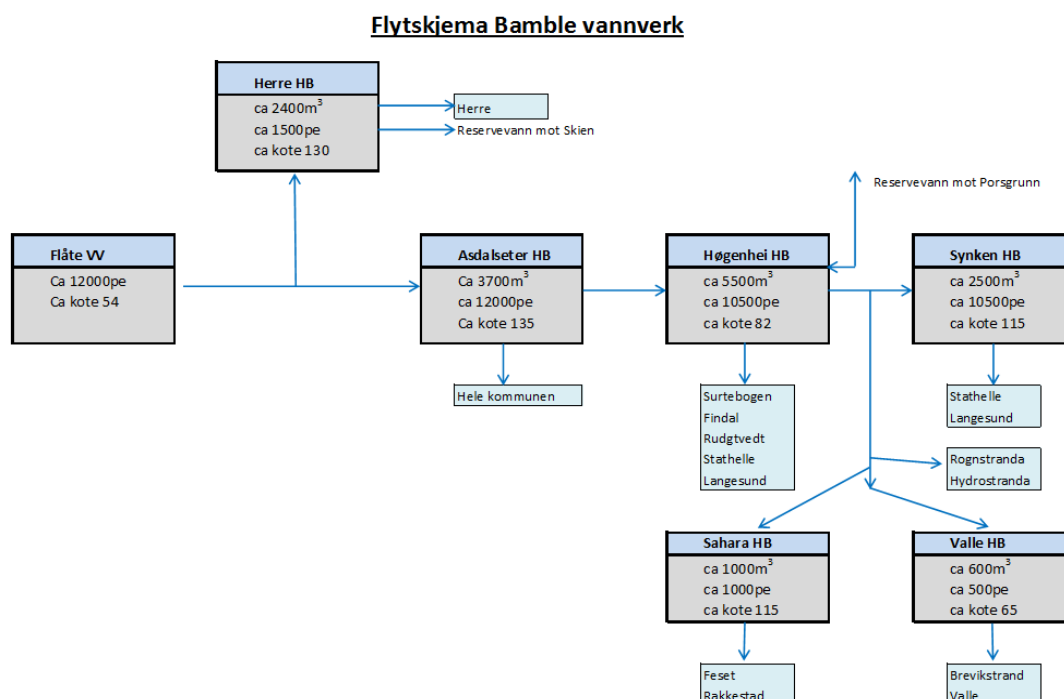 Flytskjema Bamble vannverk
Herre HB
ca 2400m³
ca 1500pe
ca kote 130
Herre
Reservevann mot Skien
Reservevann mot Porsgrunn
Flåte VV
Ca 12000pe
Ca kote 54
Asdalseter HB
Ca 3700m³
ca 12000pe
Ca kote 135
Hele kommunen
Høgenhei HB
ca 5500m³
ca 10500pe
ca kote 82
Surtebogen
Findal
Rudgtvedt
Stathelle
Langesund
Synken HB
ca 2500m³
ca 10500pe
ca kote 115
Stathelle
Langesund
Rognstranda
Hydrostranda
Sahara HB
ca 1000m³
ca 1000pe
ca kote 115
Feset
Rakkestad
Valle HB
ca 600m³
ca 500pe
ca kote 65
Brevikstrand
Valle